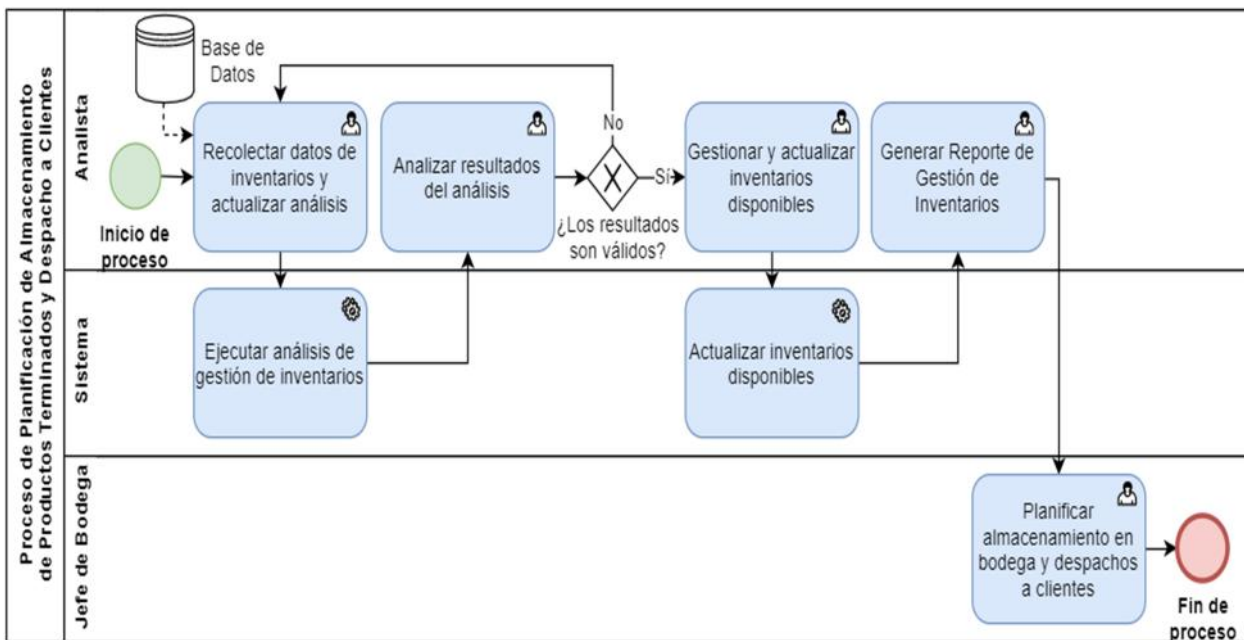 Proceso de Planificación de Almacenamiento
de Productos Terminados y Despacho a Clientes
Analista
Base de
Datos
Inicio de
proceso
Recolectar datos de
inventarios y
actualizar análisis
Analizar resultados
del análisis
No
Sí
¿Los resultados
son válidos?
Gestionar y actualizar
inventarios
disponibles
Generar Reporte de
Gestión de
Inventarios
Sistema
Ejecutar análisis de
gestión de inventarios
Actualizar inventarios
disponibles
Jefe de Bodega
Planificar
almacenamiento en
bodega y despachos
a clientes
Fin de
proceso